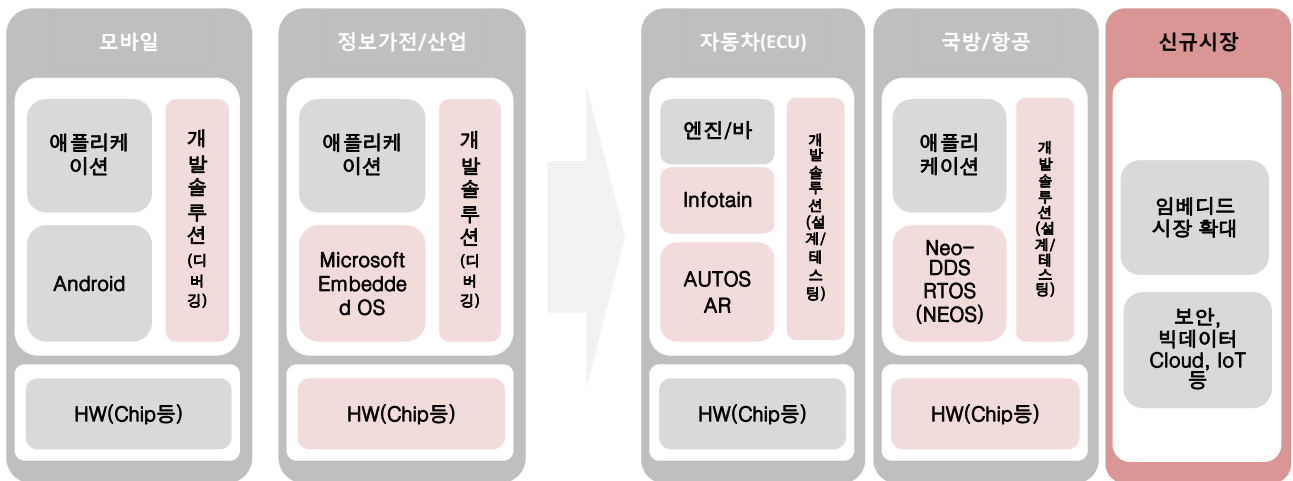 모바일
애플리케
이션
Android
개
발
솔
루
션
(디
버
깅)
HW(Chip등)
정보가전/산업
애플리케
이션
Microsoft
Embedde
d OS
개
발
솔
루
션
(디
버
깅)
HW(Chip등)
자동차(ECU)
엔진/바
Infotain
AUTOS
AR
개
발
솔
루
션
(설
계/
테
스
팅)
HW(Chip등)
국방/항공
애플리
케이션
Neo-
DDS
RTOS
(NEOS)
개
발
솔
루
션
(설
계/
테
스
팅)
HW(Chip등)
신규시장
임베디드
시장 확대
보안,
빅데이터
Cloud, IoT
등